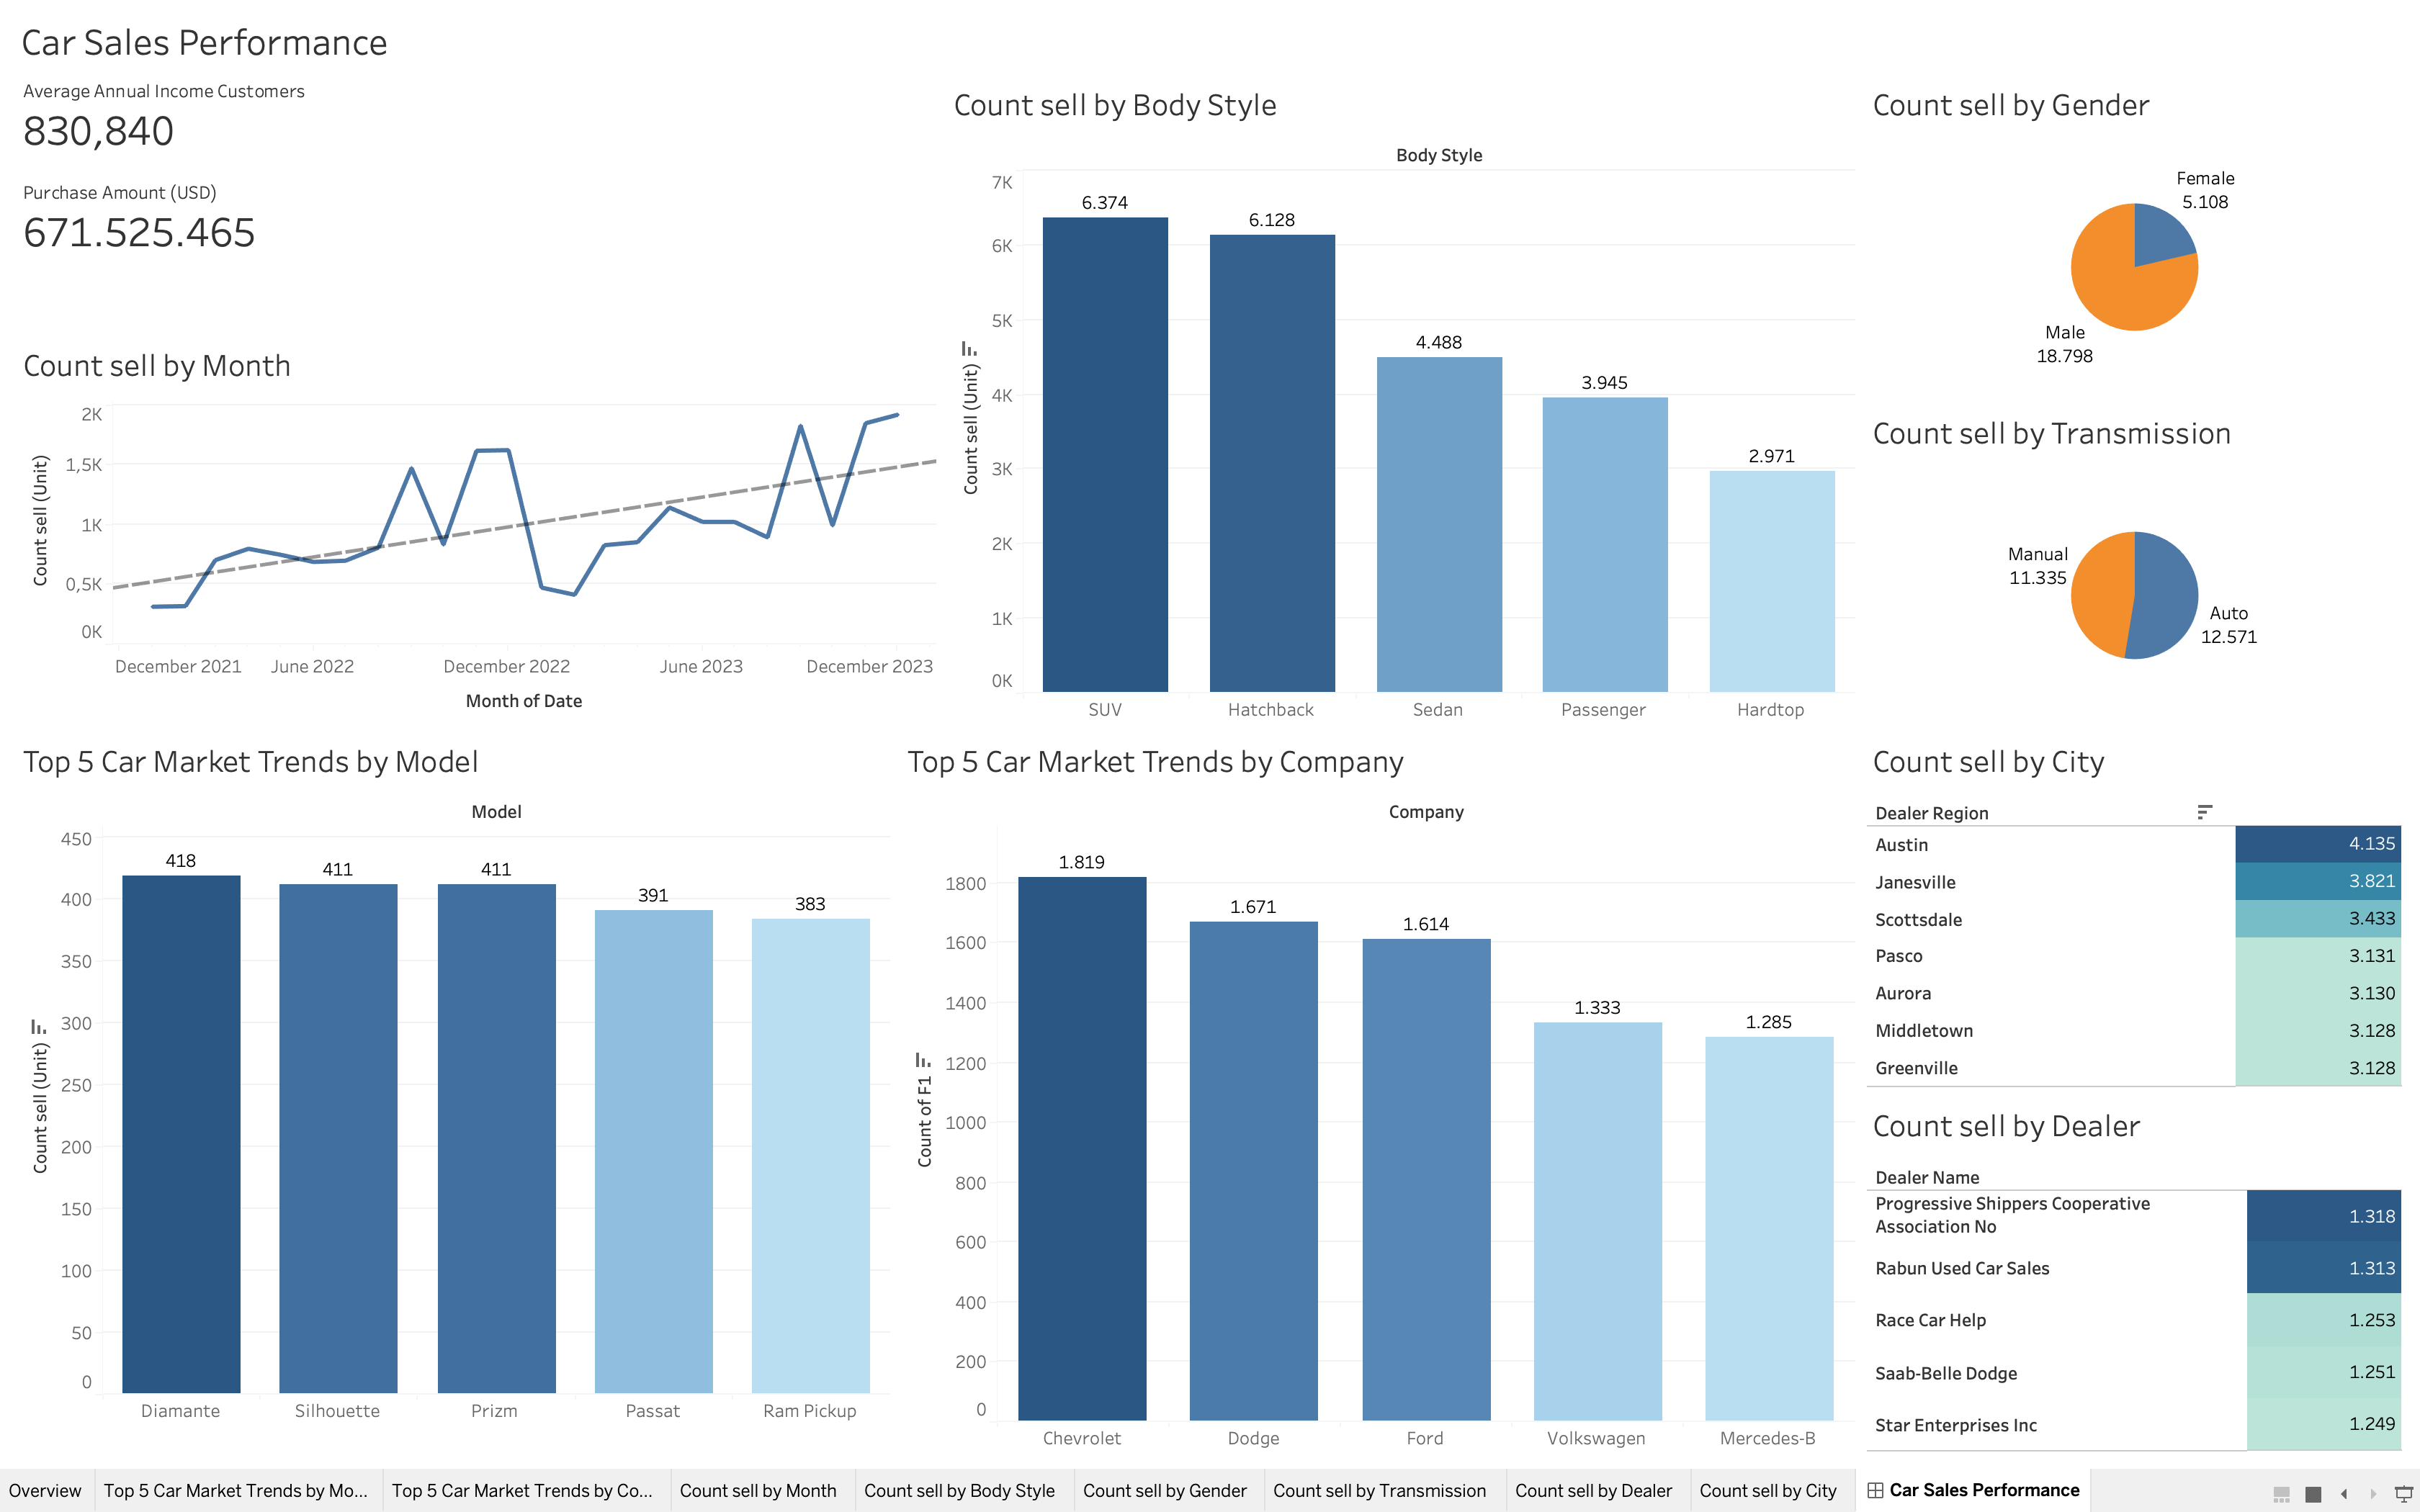 Car Sales Performance
Average Annual Income Customers
830,840
Purchase Amount (USD)
671.525.465
Count sell by Month
Count sell (Unit)
2K
1,5K
1K
0,5K
0K
December 2021 June 2022 December 2022 June 2023 December 2023
Month of Date
Count sell by Body Style
Body Style
Count sell (Unit)
7K
6K
5K
4K
3K
2K
1K
0K
6.374 6.128 4.488 3.945 2.971
SUV Hatchback Sedan Passenger Hardtop
Count sell by Gender
Female
5.108
Male
18.798
Count sell by Transmission
Manual
11.335
Auto
12.571
Top 5 Car Market Trends by Model
Model
Count sell (Unit)
450
400
350
300
250
200
150
100
50
0
418 411 411 391 383
Diamante Silhouette Prizm Passat Ram Pickup
Top 5 Car Market Trends by Company
Company
Count of F1
1800
1600
1400
1200
1000
800
600
400
200
0
1.819 1.671 1.614 1.333 1.285
Chevrolet Dodge Ford Volkswagen Mercedes-B
Count sell by City
Dealer Region
Austin 4.135
Janesville 3.821
Scottsdale 3.433
Pasco 3.131
Aurora 3.130
Middletown 3.128
Greenville 3.128
Count sell by Dealer
Dealer Name
Progressive Shippers Cooperative
Association No 1.318
Rabun Used Car Sales 1.313
Race Car Help 1.253
Saab-Belle Dodge 1.251
Star Enterprises Inc 1.249
Overview Top 5 Car Market Trends by Mo... Top 5 Car Market Trends by Co... Count sell by Month Count sell by Body Style Count sell by Gender Count sell by Transmission Count sell by Dealer Count sell by City Car Sales Performance